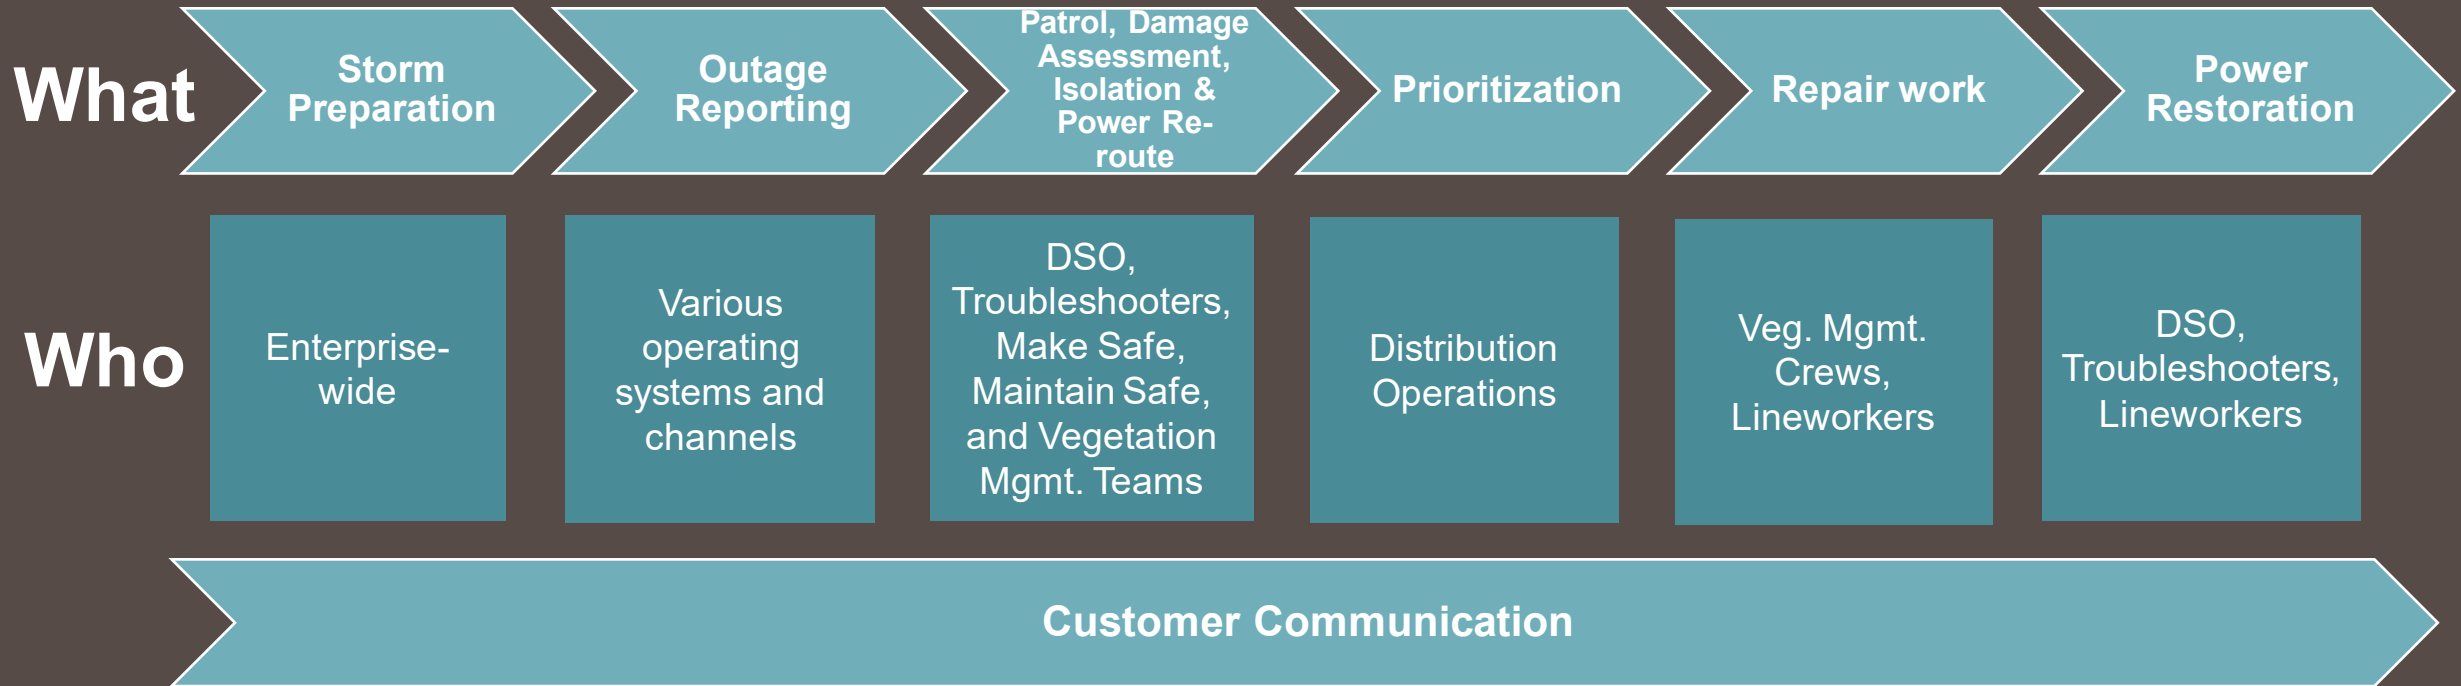 What
Storm
Preparation
Outage
Reporting
Patrol, Damage
Assessment,
Isolation &
Power Re-
route
Prioritization
Repair work
Power
Restoration
Who
Enterprise-
wide
Various
operating
systems and
channels
DSO,
Troubleshooters,
Make Safe,
Maintain Safe,
and Vegetation
Mgmt. Teams
Distribution
Operations
Veg. Mgmt.
Crews,
Lineworkers
DSO,
Troubleshooters,
Lineworkers
Customer Communication